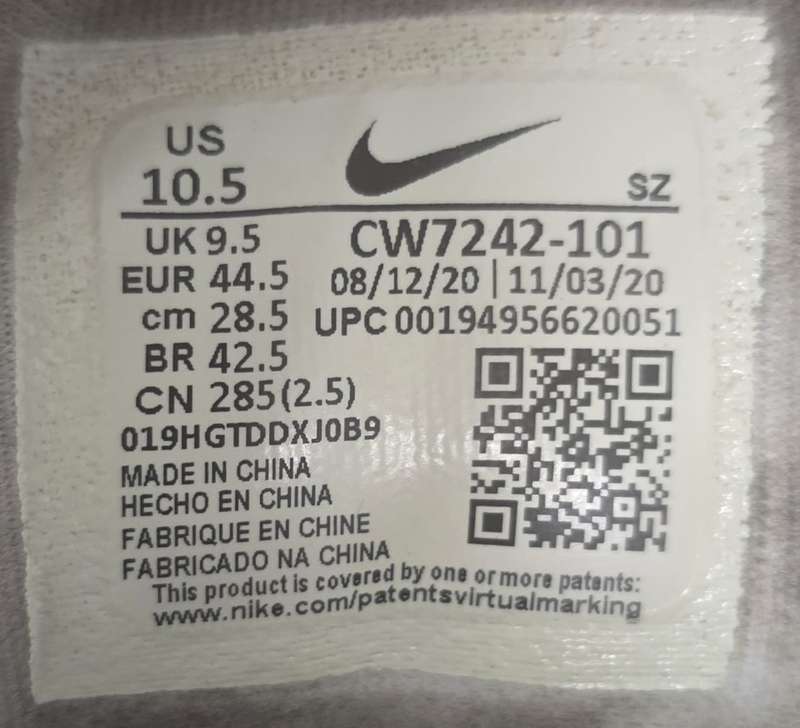 US
10.5
SZ
UK 9.5
CW7242-101
EUR 44.5
08/12/20 | 11/03/20
cm 28.5
UPC 00194956620051
BR 42.5
CN 285(2.5)
019HGTDDXJ0B9
MADE IN CHINA
HECHO EN CHINA
FABRIQUE EN CHINE
FABRICADO NA CHINA
This product is covered by one or more patents:
www.nike.com/patentsvirtualmarking